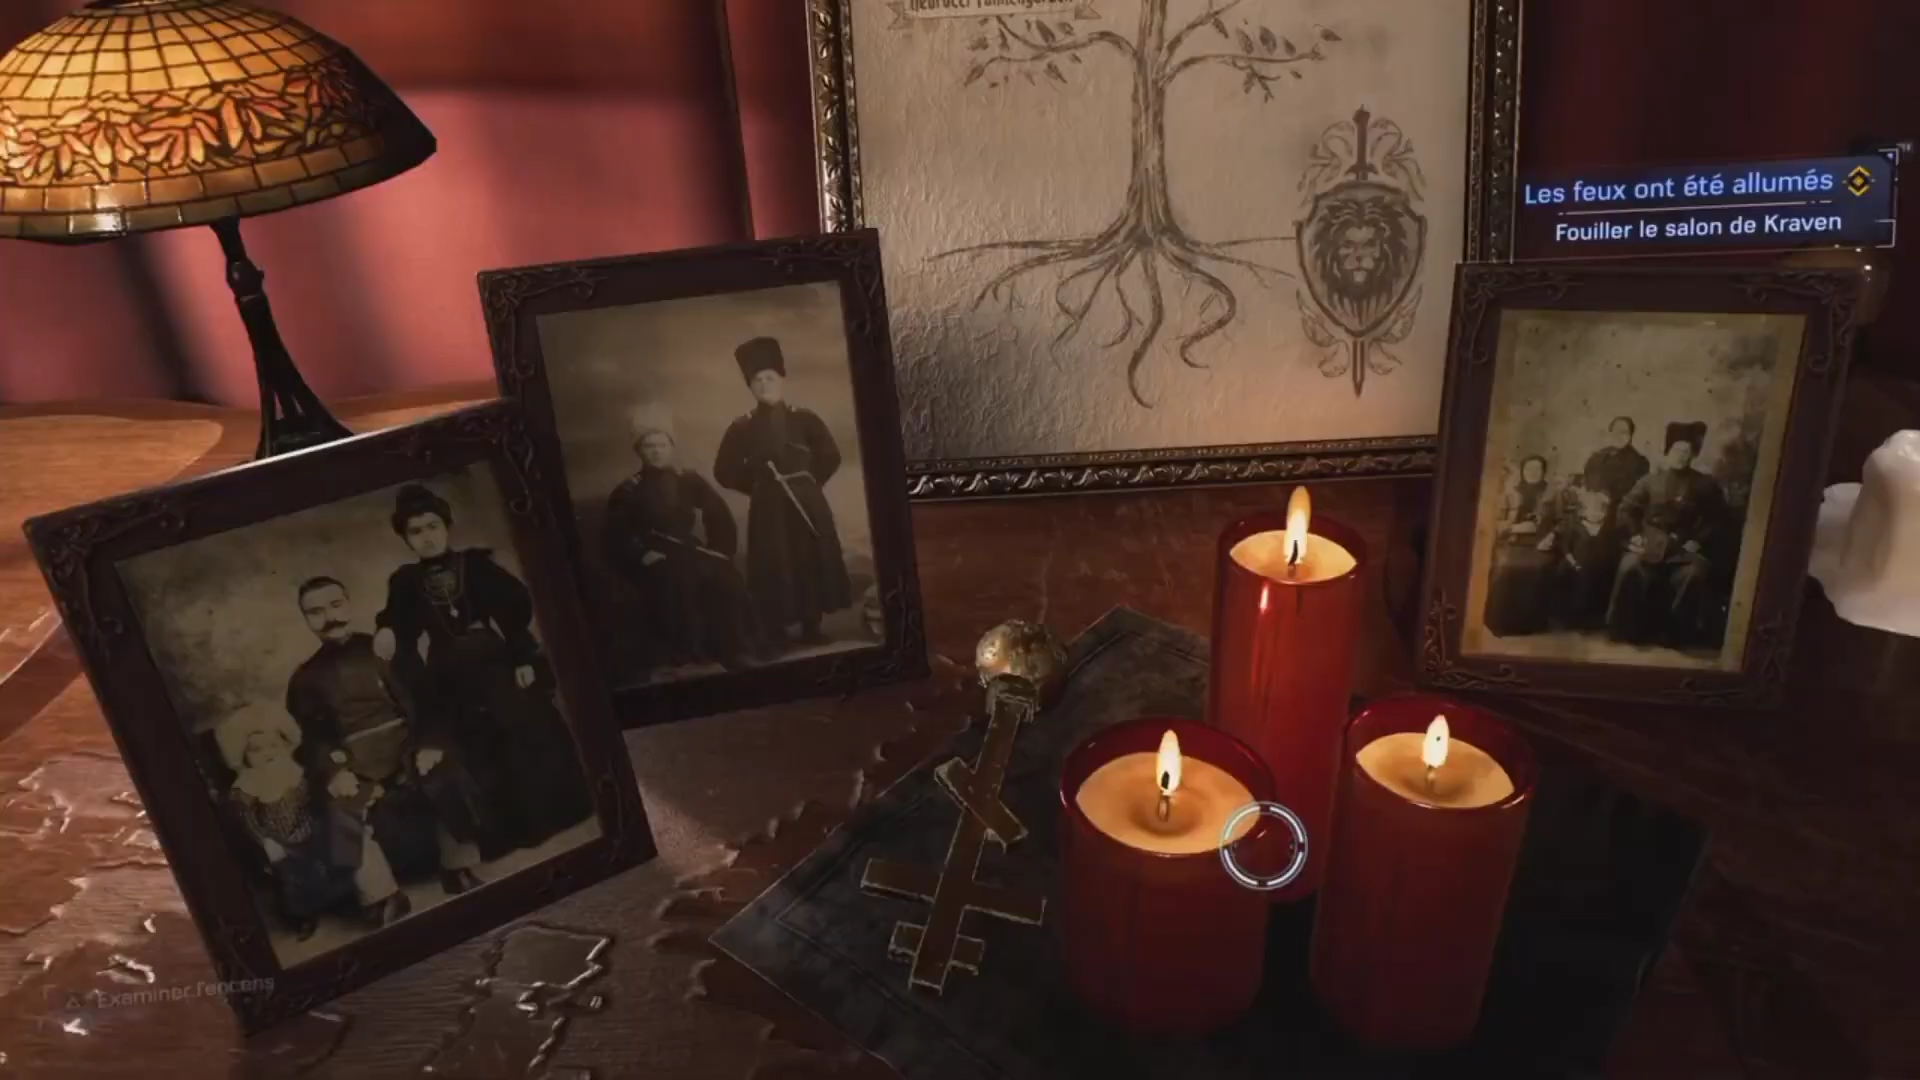 Les feux ont été allumés
Fouiller le salon de Kraven
Examiner l'encens